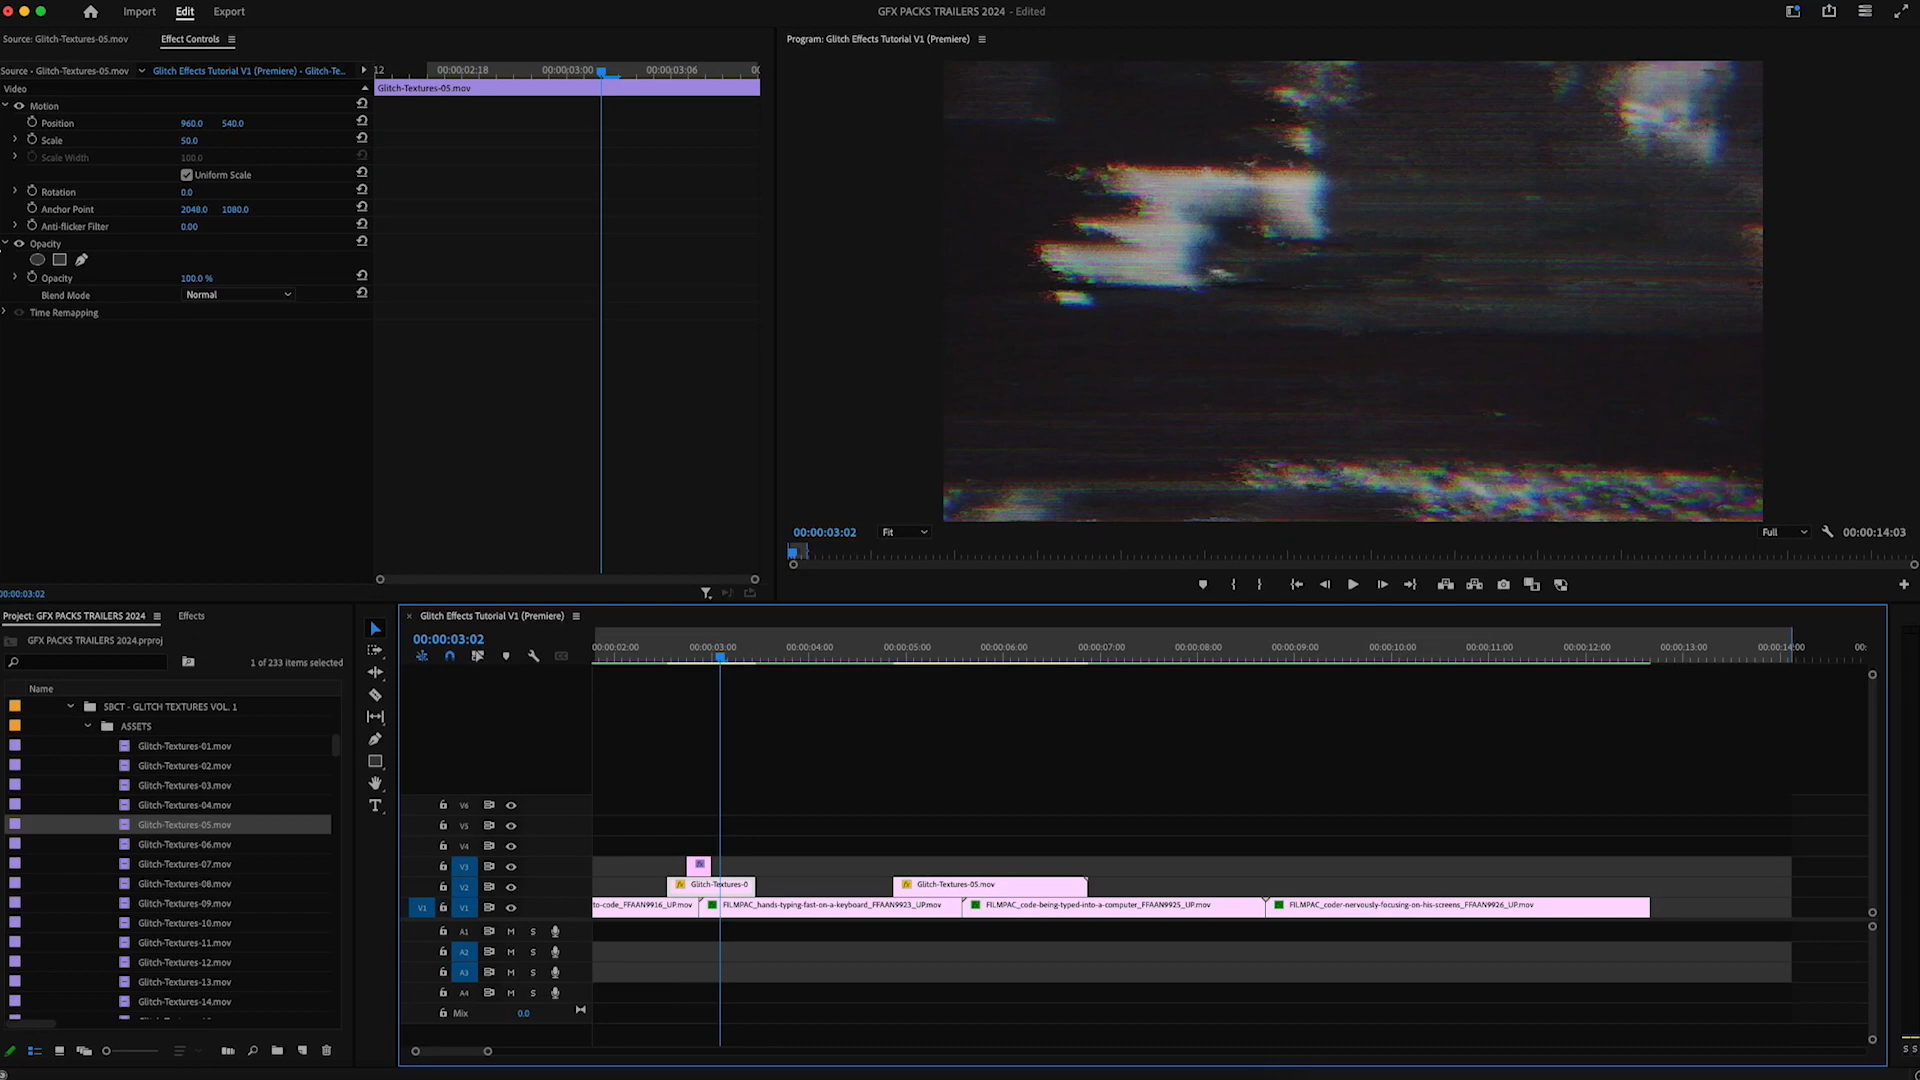 Import Edit Export
GFX PACKS TRAILERS 2024 - Edited
Source: Glitch-Textures-05.mov Effect Controls
Program: Glitch Effects Tutorial V1 (Premiere)
Source - Glitch-Textures-05.mov Glitch Effects Tutorial V1 (Premiere) - Glitch-Te...
12 00:00:02:18 00:00:03:00 00:00:03:06
Video
Glitch-Textures-05.mov
Motion
Position 960.0 540.0
Scale 50.0
Scale Width 100.0
Uniform Scale
Rotation 0.0
Anchor Point 2048.0 1080.0
Anti-flicker Filter 0.00
Opacity
Opacity 100.0 %
Blend Mode Normal
Time Remapping
00:00:03:02 Fit Full 00:00:14:03
00:00:03:02
Project: GFX PACKS TRAILERS 2024 Effects
GFX PACKS TRAILERS 2024.prproj
1 of 233 items selected
Name
SBCT - GLITCH TEXTURES VOL. 1
ASSETS
Glitch-Textures-01.mov
Glitch-Textures-02.mov
Glitch-Textures-03.mov
Glitch-Textures-04.mov
Glitch-Textures-05.mov
Glitch-Textures-06.mov
Glitch-Textures-07.mov
Glitch-Textures-08.mov
Glitch-Textures-09.mov
Glitch-Textures-10.mov
Glitch-Textures-11.mov
Glitch-Textures-12.mov
Glitch-Textures-13.mov
Glitch-Textures-14.mov
Glitch Effects Tutorial V1 (Premiere)
00:00:03:02
00:00:02:00 00:00:03:00 00:00:04:00 00:00:05:00 00:00:06:00 00:00:07:00 00:00:08:00 00:00:09:00 00:00:10:00 00:00:11:00 00:00:12:00 00:00:13:00 00:00:14:00 00:
V6
V5
V4
V3 fx
V2 fx Glitch-Textures-0 fx Glitch-Textures-05.mov
V1 V1 to-code_FFAAN9916_UP.mov FILMPAC_hands-typing-fast-on-a-keyboard_FFAAN9923_UP.mov FILMPAC_code-being-typed-into-a-computer_FFAAN9925_UP.mov FILMPAC_coder-nervously-focusing-on-his-screens_FFAAN9926_UP.mov
A1 M S
A2 M S
A3 M S
A4 M S
Mix 0.0
S S